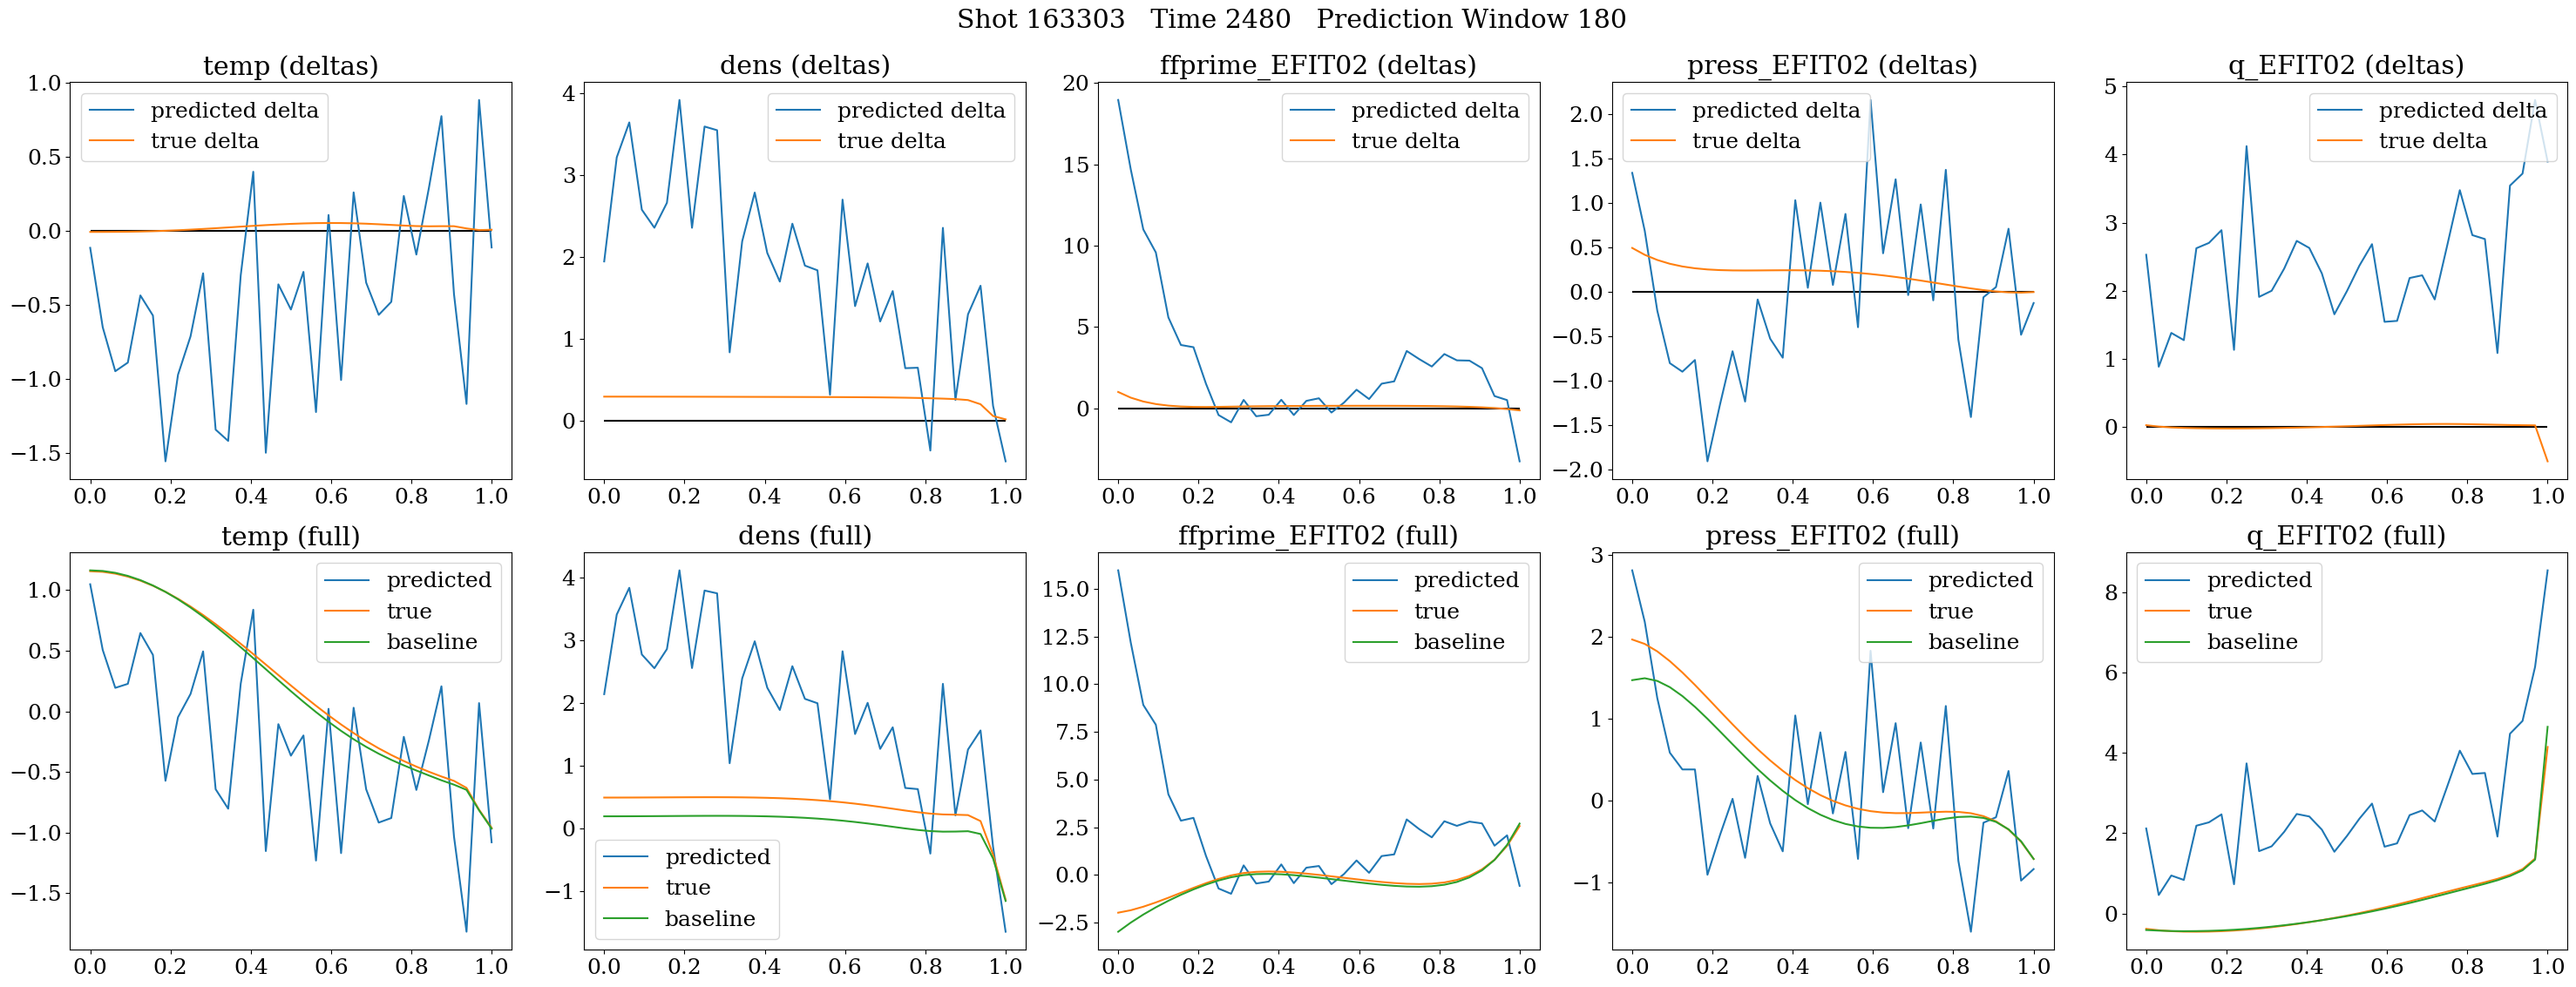 Shot 163303   Time 2480   Prediction Window 180
temp (deltas)
predicted delta
true delta
1.0
0.5
0.0
−0.5
−1.0
−1.5
0.0 0.2 0.4 0.6 0.8 1.0
dens (deltas)
predicted delta
true delta
4
3
2
1
0
0.0 0.2 0.4 0.6 0.8 1.0
ffprime_EFIT02 (deltas)
predicted delta
true delta
20
15
10
5
0
0.0 0.2 0.4 0.6 0.8 1.0
press_EFIT02 (deltas)
predicted delta
true delta
2.0
1.5
1.0
0.5
0.0
−0.5
−1.0
−1.5
−2.0
0.0 0.2 0.4 0.6 0.8 1.0
q_EFIT02 (deltas)
predicted delta
true delta
5
4
3
2
1
0
0.0 0.2 0.4 0.6 0.8 1.0
temp (full)
predicted
true
baseline
1.0
0.5
0.0
−0.5
−1.0
−1.5
0.0 0.2 0.4 0.6 0.8 1.0
dens (full)
4
3
2
1
0
−1
predicted
true
baseline
0.0 0.2 0.4 0.6 0.8 1.0
ffprime_EFIT02 (full)
predicted
true
baseline
15.0
12.5
10.0
7.5
5.0
2.5
0.0
−2.5
0.0 0.2 0.4 0.6 0.8 1.0
press_EFIT02 (full)
predicted
true
baseline
3
2
1
0
−1
0.0 0.2 0.4 0.6 0.8 1.0
q_EFIT02 (full)
predicted
true
baseline
8
6
4
2
0
0.0 0.2 0.4 0.6 0.8 1.0